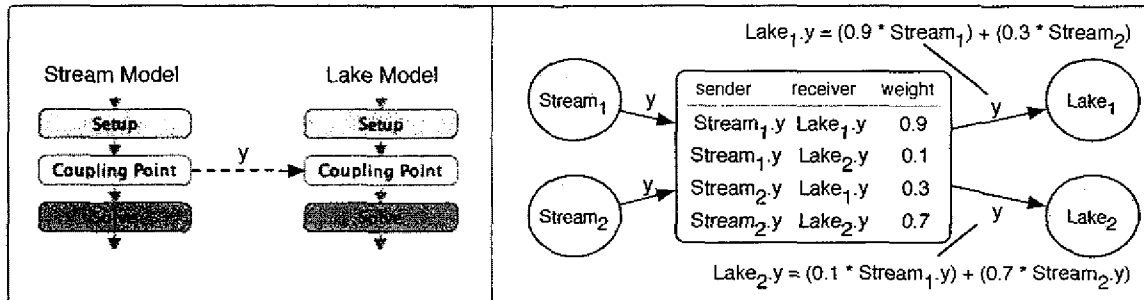 Stream Model
Setup
y
Coupling Point
Lake Model
Setup
Coupling Point
Solve
Lake₁.y = (0.9 * Stream₁) + (0.3 * Stream₂)
Stream₁
y
Stream₂
y
sender receiver weight
Stream₁.y Lake₁.y 0.9
Stream₁.y Lake₂.y 0.1
Stream₂.y Lake₁.y 0.3
Stream₂.y Lake₂.y 0.7
y
Lake₁
y
Lake₂
Lake₂.y = (0.1 * Stream₁.y) + (0.7 * Stream₂.y)